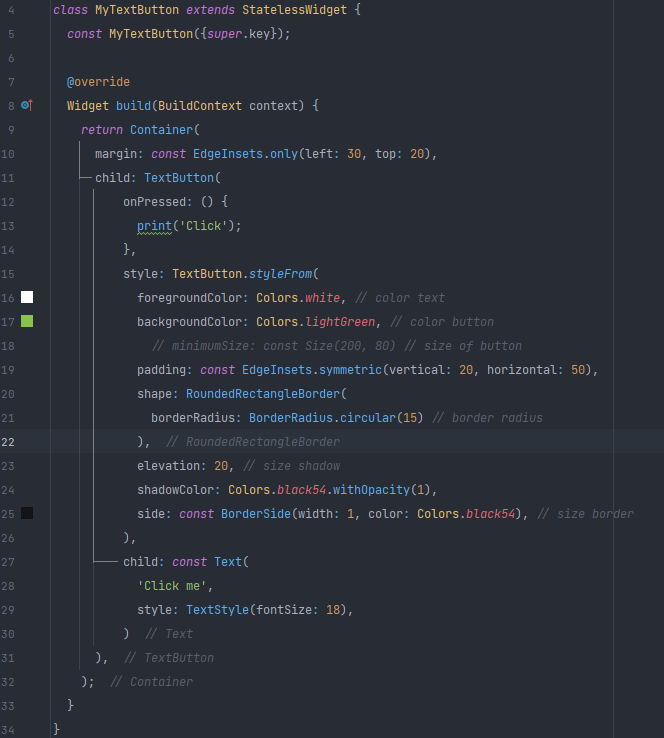 4 class MyTextButton extends StatelessWidget {
5 const MyTextButton({super.key});
6
7 @override
8 Widget build(BuildContext context) {
9 return Container(
10 margin: const EdgeInsets.only(left: 30, top: 20),
11 child: TextButton(
12 onPressed: () {
13 print('Click');
14 },
15 style: TextButton.styleFrom(
16 foregroundColor: Colors.white, // color text
17 backgroundColor: Colors.lightGreen, // color button
18 // minimumSize: const Size(200, 80) // size of button
19 padding: const EdgeInsets.symmetric(vertical: 20, horizontal: 50),
20 shape: RoundedRectangleBorder(
21 borderRadius: BorderRadius.circular(15) // border radius
22 ), // RoundedRectangleBorder
23 elevation: 20, // size shadow
24 shadowColor: Colors.black54.withOpacity(1),
25 side: const BorderSide(width: 1, color: Colors.black54), // size border
26 ),
27 child: const Text(
28 'Click me',
29 style: TextStyle(fontSize: 18),
30 ) // Text
31 ), // TextButton
32 ); // Container
33 }
34 }